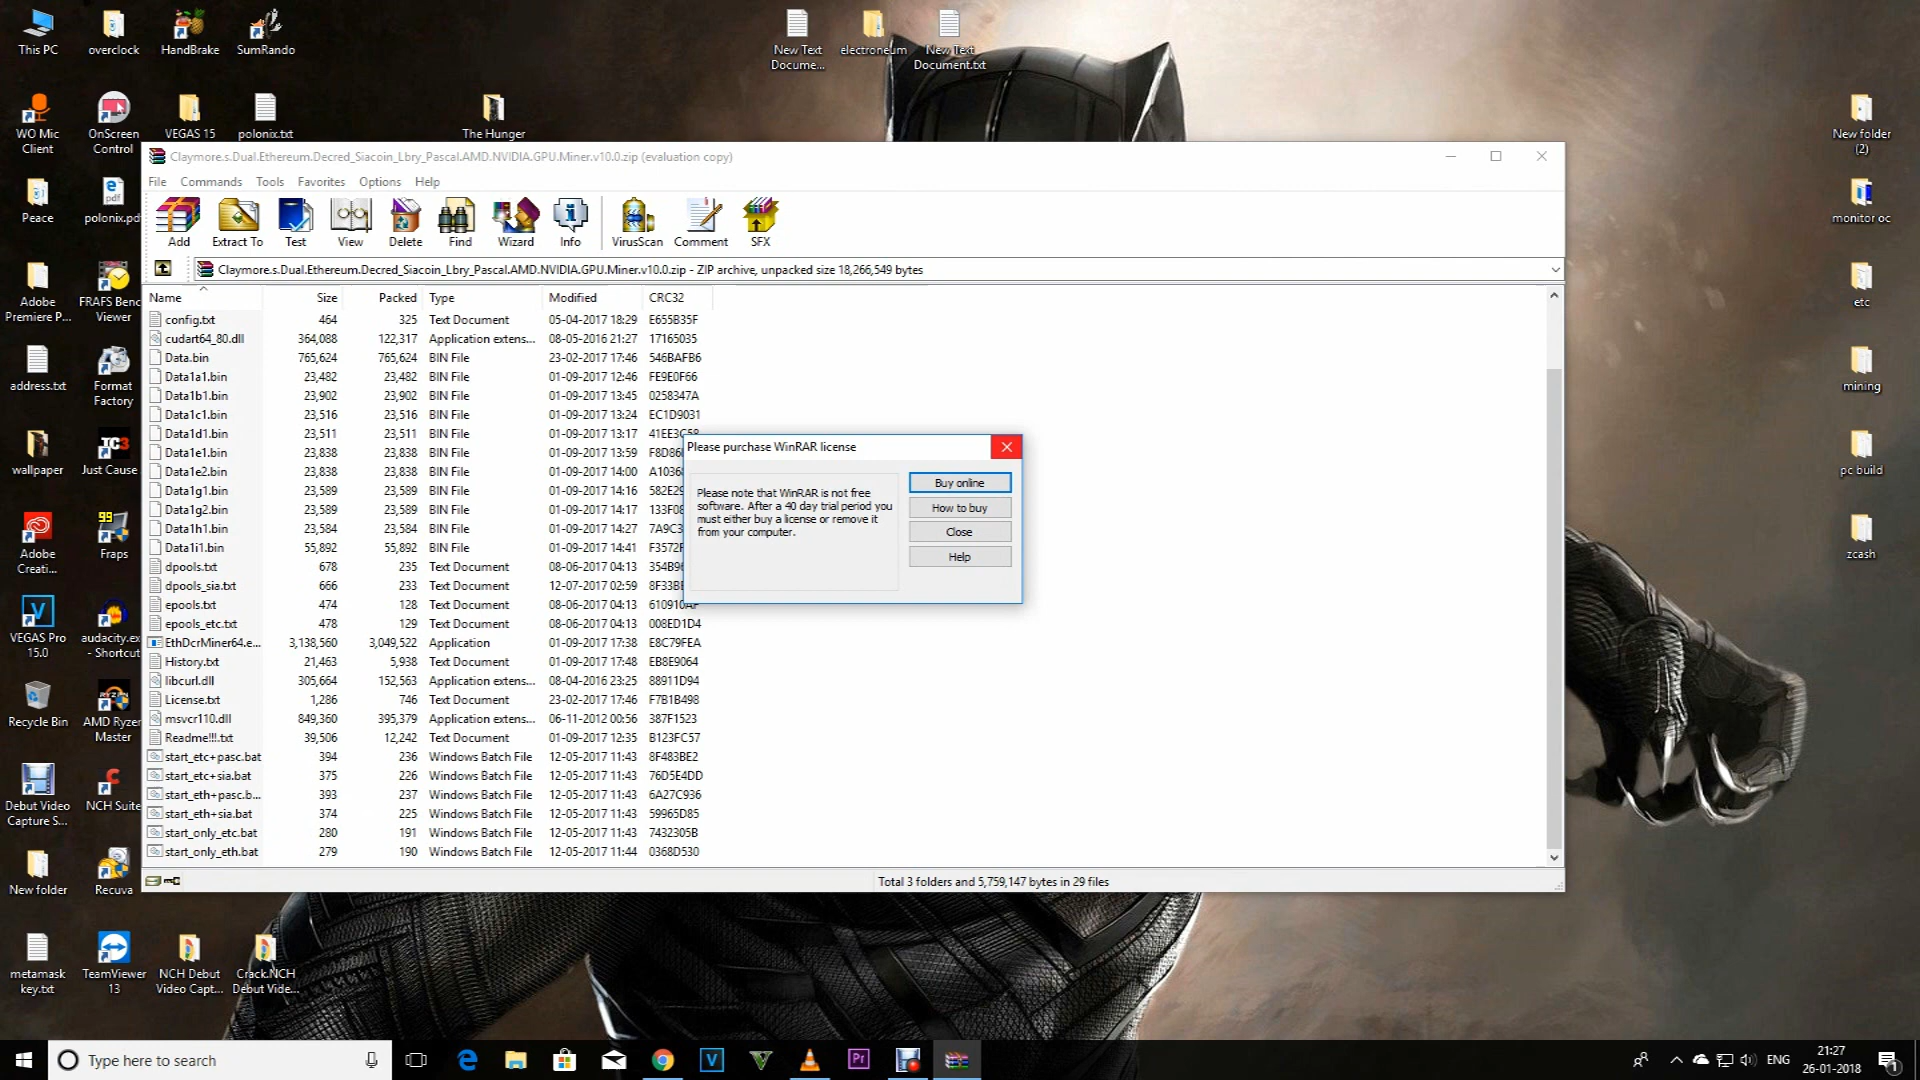 This PC
overclock
HandBrake
SumRando
New Text
Docume...
electroneum
New Text
Document.txt
WO Mic
Client
OnScreen
Control
VEGAS 15
polonix.txt
The Hunger
New folder
(2)
Peace
polonix.pd
monitor oc
Adobe
Premiere P...
FRAFS Benc
Viewer
etc
address.txt
Format
Factory
mining
wallpaper
Just Cause
pc build
Adobe
Creati...
99
Fraps
zcash
VEGAS Pro
15.0
audacity.ex
- Shortcut
Recycle Bin
AMD Ryzer
Master
Debut Video
Capture S...
NCH Suite
New folder
Recuva
metamask
key.txt
TeamViewer
13
NCH Debut
Video Capt...
Crack.NCH
Debut Vide...
Claymore.s.Dual.Ethereum.Decred_Siacoin_Lbry_Pascal.AMD.NVIDIA.GPU.Miner.v10.0.zip (evaluation copy)
File Commands Tools Favorites Options Help
Add Extract To Test View Delete Find Wizard Info VirusScan Comment SFX
Claymore.s.Dual.Ethereum.Decred_Siacoin_Lbry_Pascal.AMD.NVIDIA.GPU.Miner.v10.0.zip - ZIP archive, unpacked size 18,266,549 bytes
Name Size Packed Type Modified CRC32
config.txt 464 325 Text Document 05-04-2017 18:29 E655B35F
cudart64_80.dll 364,088 122,317 Application extens... 08-05-2016 21:27 17165035
Data.bin 765,624 765,624 BIN File 23-02-2017 17:46 546BAFB6
Data1a1.bin 23,482 23,482 BIN File 01-09-2017 12:46 FE9E0F66
Data1b1.bin 23,902 23,902 BIN File 01-09-2017 13:45 0258347A
Data1c1.bin 23,516 23,516 BIN File 01-09-2017 13:24 EC1D9031
Data1d1.bin 23,511 23,511 BIN File 01-09-2017 13:17 41EE3C58
Data1e1.bin 23,838 23,838 BIN File 01-09-2017 13:59 F8D86
Data1e2.bin 23,838 23,838 BIN File 01-09-2017 14:00 A1036
Data1g1.bin 23,589 23,589 BIN File 01-09-2017 14:16 582E29
Data1g2.bin 23,589 23,589 BIN File 01-09-2017 14:17 133F08
Data1h1.bin 23,584 23,584 BIN File 01-09-2017 14:27 7A9C3
Data1i1.bin 55,892 55,892 BIN File 01-09-2017 14:41 F3572F
dpools.txt 678 235 Text Document 08-06-2017 04:13 354B96
dpools_sia.txt 666 233 Text Document 12-07-2017 02:59 8F33B
epools.txt 474 128 Text Document 08-06-2017 04:13 610910AF
epools_etc.txt 478 129 Text Document 08-06-2017 04:13 008ED1D4
EthDcrMiner64.e... 3,138,560 3,049,522 Application 01-09-2017 17:38 E8C79FEA
History.txt 21,463 5,938 Text Document 01-09-2017 17:48 EB8E9064
libcurl.dll 305,664 152,563 Application extens... 08-04-2016 23:25 88911D94
License.txt 1,286 746 Text Document 23-02-2017 17:46 F7B1B498
msvcr110.dll 849,360 395,379 Application extens... 06-11-2012 00:56 387F1523
Readme!!!.txt 39,506 12,242 Text Document 01-09-2017 12:35 B123FC57
start_etc+pasc.bat 394 236 Windows Batch File 12-05-2017 11:43 8F483BE2
start_etc+sia.bat 375 226 Windows Batch File 12-05-2017 11:43 76D5E4DD
start_eth+pasc.b... 393 237 Windows Batch File 12-05-2017 11:43 6A27C936
start_eth+sia.bat 374 225 Windows Batch File 12-05-2017 11:43 59965D85
start_only_etc.bat 280 191 Windows Batch File 12-05-2017 11:43 7432305B
start_only_eth.bat 279 190 Windows Batch File 12-05-2017 11:44 0368D530
Total 3 folders and 5,759,147 bytes in 29 files
Please purchase WinRAR license
Please note that WinRAR is not free
software. After a 40 day trial period you
must either buy a license or remove it
from your computer.
Buy online
How to buy
Close
Help
Type here to search
ENG
21:27
26-01-2018
1